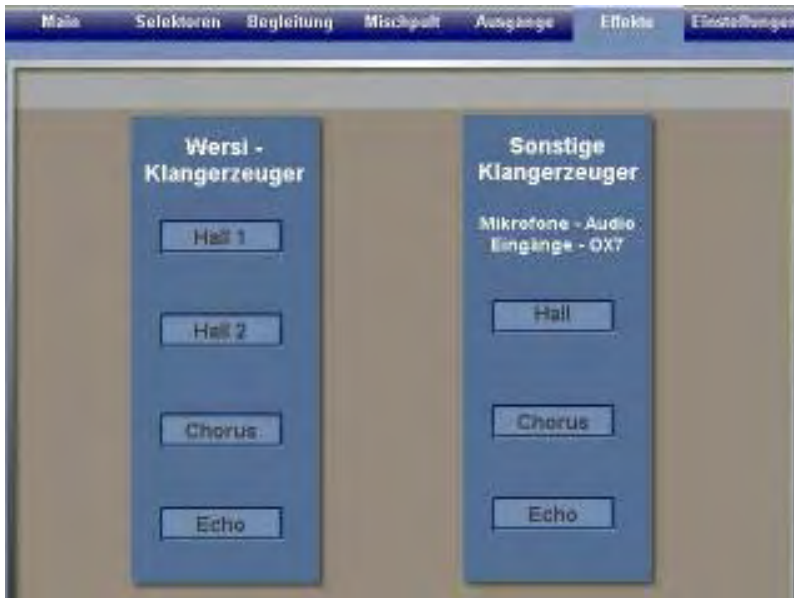 Main Selektoren Begleitung Mischpult Ausgänge Effekte Einstellungen
Wersi -
Klangerzeuger
Hall 1
Hall 2
Chorus
Echo
Sonstige
Klangerzeuger
Mikrofone - Audio
Eingänge - OX7
Hall
Chorus
Echo